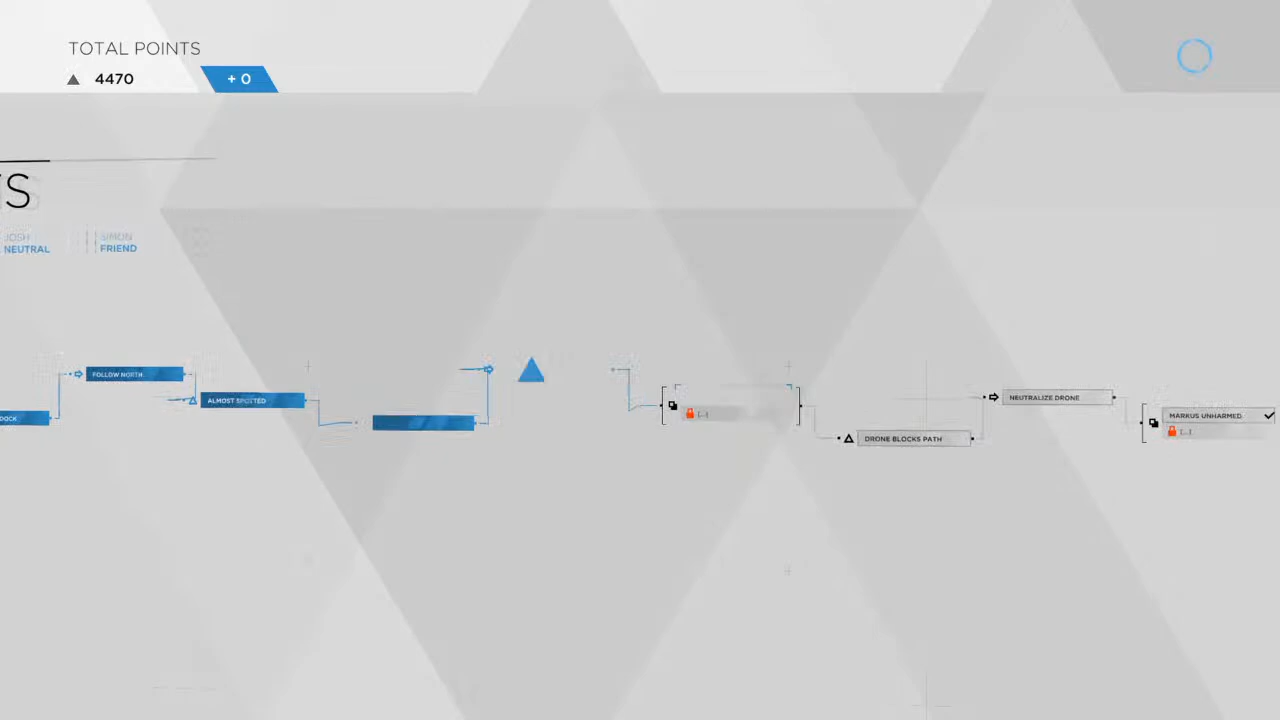 TOTAL POINTS
4470
+ 0
S
JOSH
NEUTRAL
SIMON
FRIEND
FOLLOW NORTH
ALMOST SPOTTED
DOCK
[...]
DRONE BLOCKS PATH
NEUTRALIZE DRONE
MARKUS UNHARMED
[...]